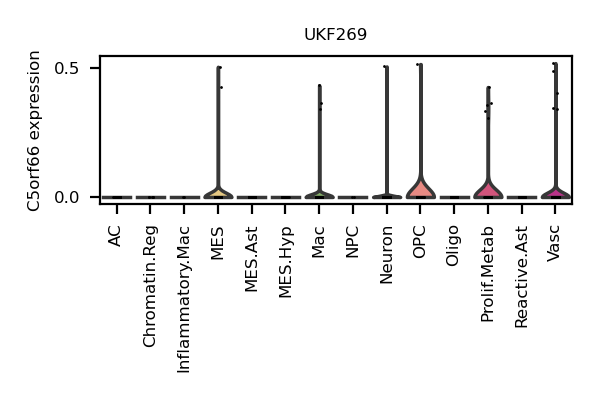 UKF269
C5orf66 expression
0.5
0.0
AC
Chromatin.Reg
Inflammatory.Mac
MES
MES.Ast
MES.Hyp
Mac
NPC
Neuron
OPC
Oligo
Prolif.Metab
Reactive.Ast
Vasc